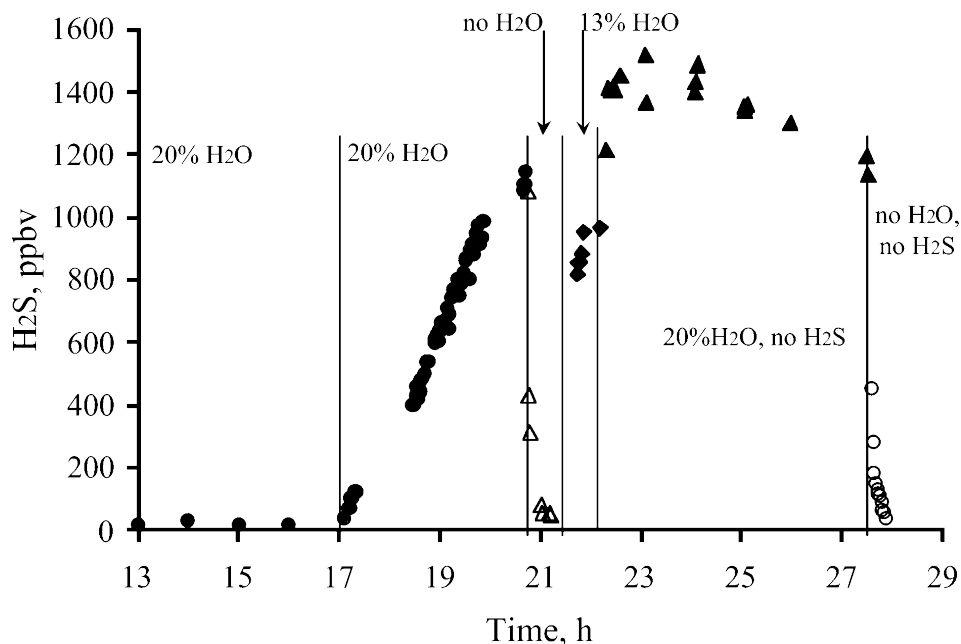 no H2O
13% H2O
1600
1400
1200
1000
800
600
400
200
0
H2S, ppbv
20% H2O
20% H2O
no H2O,
no H2S
20%H2O, no H2S
13
15
17
19
21
23
25
27
29
Time, h